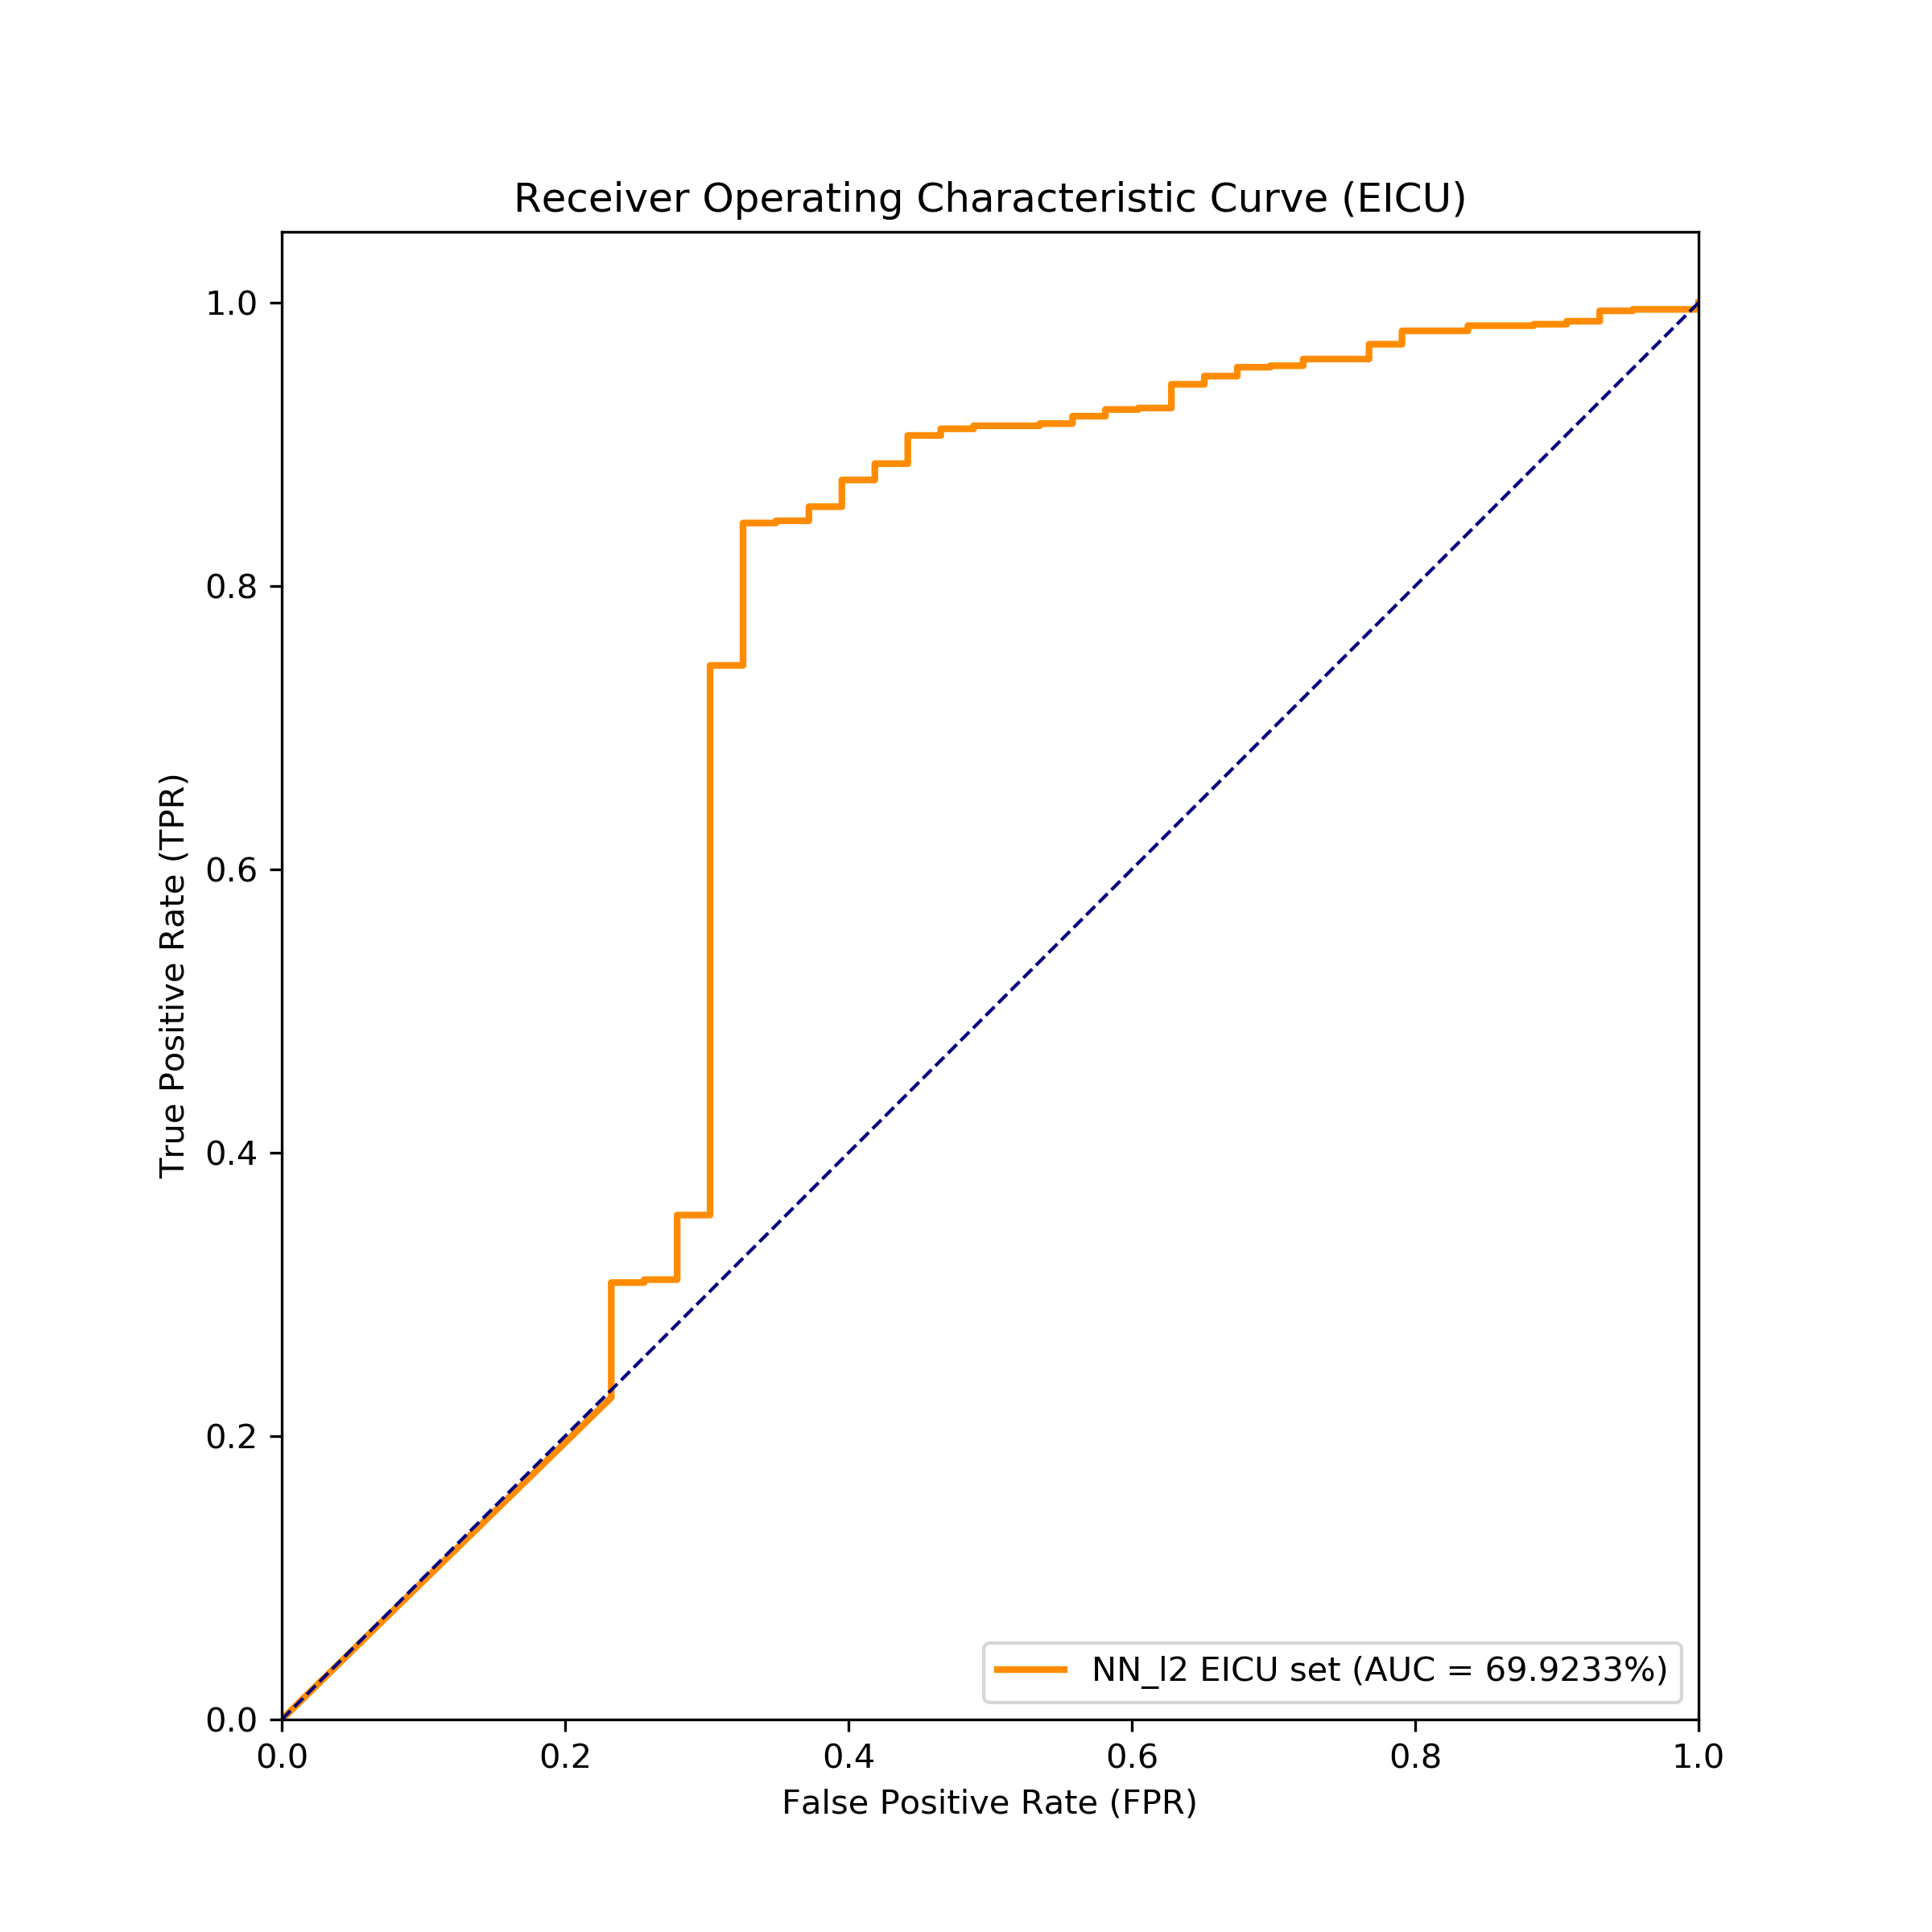 Receiver Operating Characteristic Curve (EICU)
1.0
0.8
0.6
0.4
0.2
0.0
True Positive Rate (TPR)
NN_l2 EICU set (AUC = 69.9233%)
0.0 0.2 0.4 0.6 0.8 1.0
False Positive Rate (FPR)